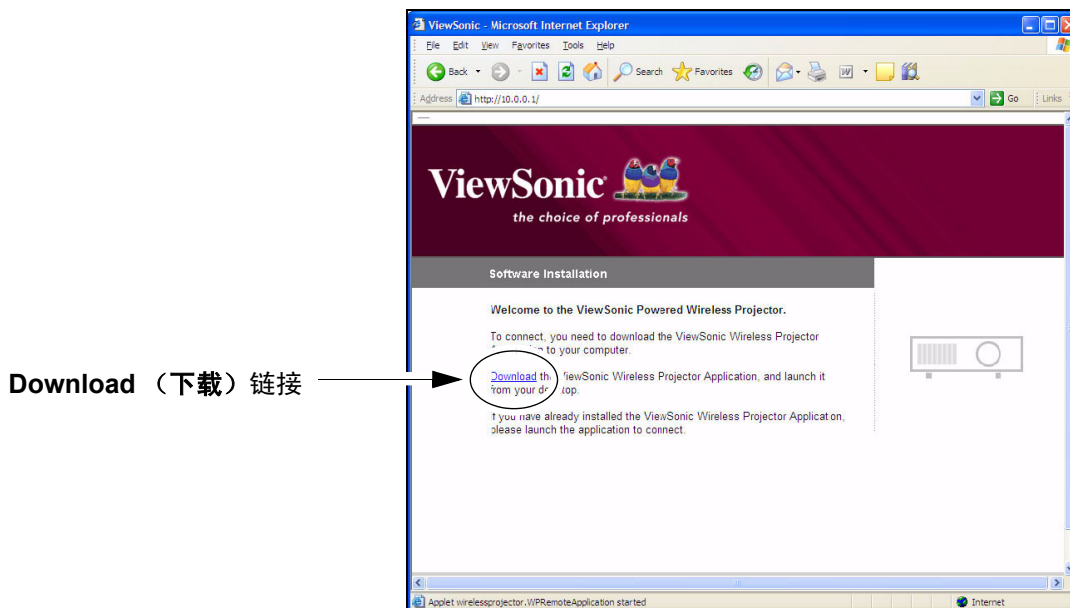 ViewSonic - Microsoft Internet Explorer
File Edit View Favorites Tools Help
Back Search Favorites
Address http://10.0.0.1/ Go Links
ViewSonic
the choice of professionals
Software Installation
Welcome to the ViewSonic Powered Wireless Projector.
To connect, you need to download the ViewSonic Wireless Projector
to your computer.
Download the ViewSonic Wireless Projector Application, and launch it
from your
If you have already installed the ViewSonic Wireless Projector Application,
please launch the application to connect.
Download （下载）链接
Applet wirelessprojector.WPRemoteApplication started Internet